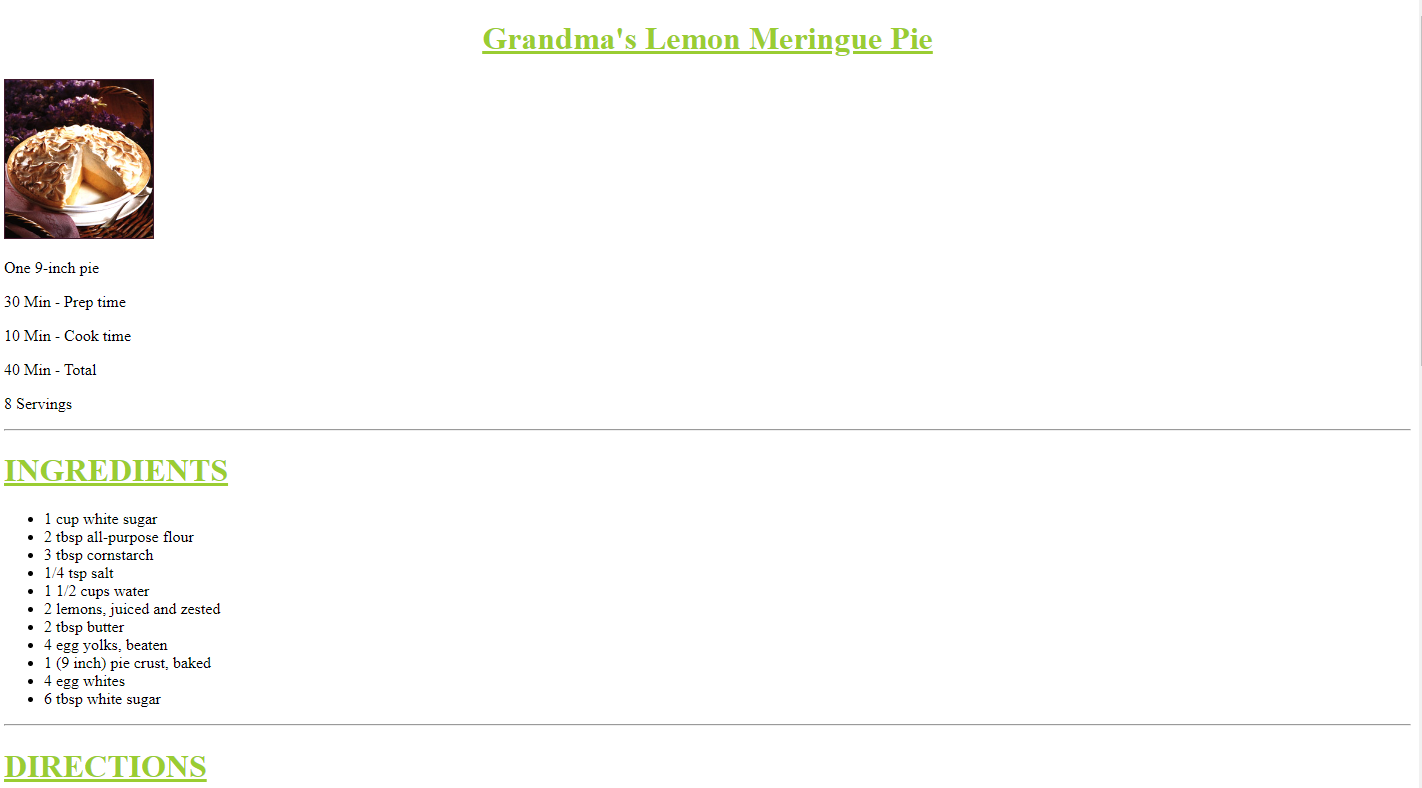 Grandma's Lemon Meringue Pie
One 9-inch pie
30 Min - Prep time
10 Min - Cook time
40 Min - Total
8 Servings
INGREDIENTS
1 cup white sugar
2 tbsp all-purpose flour
3 tbsp cornstarch
1/4 tsp salt
1 1/2 cups water
2 lemons, juiced and zested
2 tbsp butter
4 egg yolks, beaten
1 (9 inch) pie crust, baked
4 egg whites
6 tbsp white sugar
DIRECTIONS